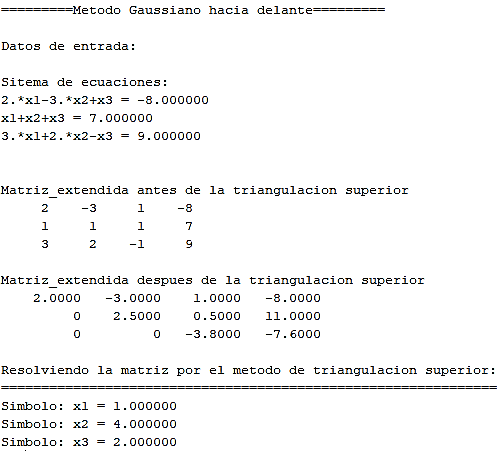 =========Metodo Gaussiano hacia delante=========
Datos de entrada:
Sitema de ecuaciones:
2.*x1-3.*x2+x3 = -8.000000
x1+x2+x3 = 7.000000
3.*x1+2.*x2-x3 = 9.000000
Matriz_extendida antes de la triangulacion superior
2 -3 1 -8
1 1 1 7
3 2 -1 9
Matriz_extendida despues de la triangulacion superior
2.0000 -3.0000 1.0000 -8.0000
0 2.5000 0.5000 11.0000
0 0 -3.8000 -7.6000
Resolviendo la matriz por el metodo de triangulacion superior:
==============================================================
Simbolo: x1 = 1.000000
Simbolo: x2 = 4.000000
Simbolo: x3 = 2.000000